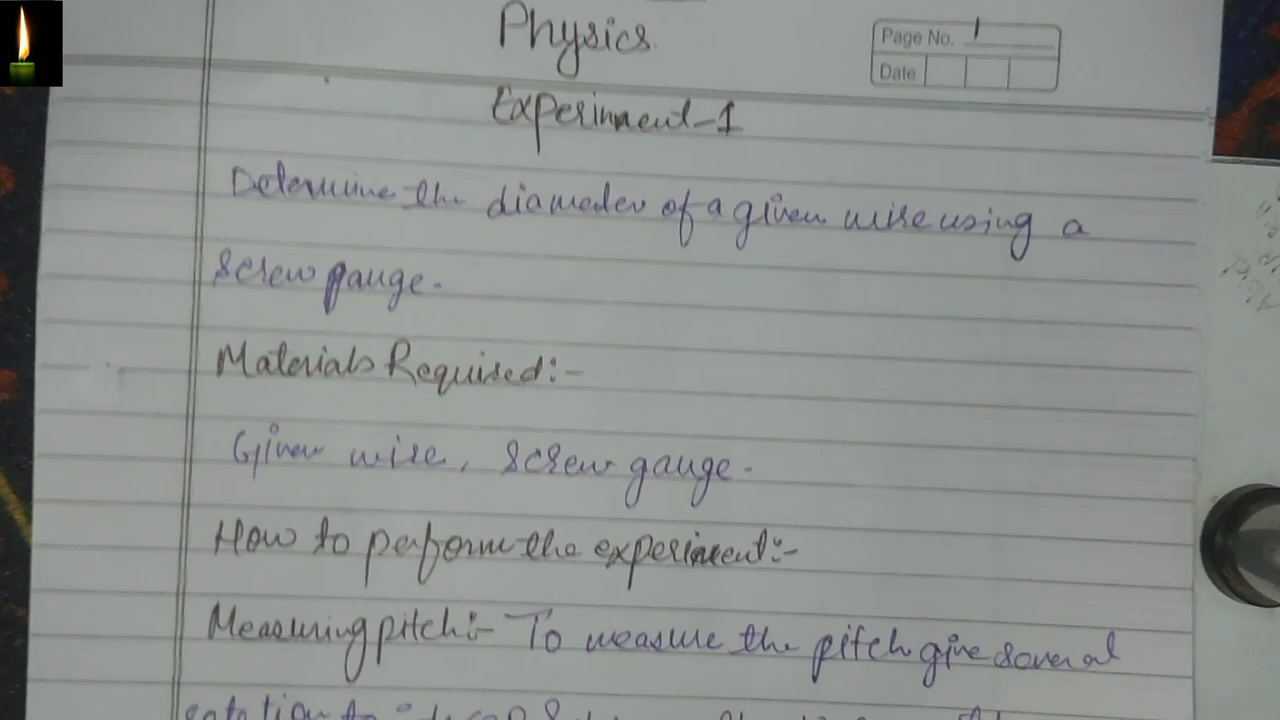 Physics
Page No. 1
Date
Experiment-1
Determine the diameter of a given wire using a
screw gauge.
Materials Required:-
Given wire, screw gauge.
How to perform the experiment:-
Measuring pitch:- To measure the pitch give several